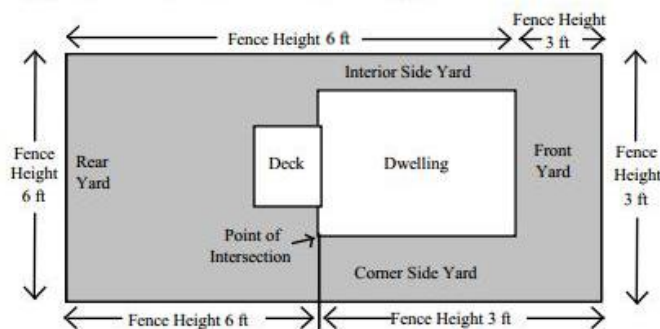 Fence Height
3 ft
Fence Height 6 ft
Interior Side Yard
Fence
Height
6 ft
Rear
Yard
Deck
Dwelling
Front
Yard
Fence
Height
3 ft
Point of
Intersection
Corner Side Yard
Fence Height 6 ft
Fence Height 3 ft